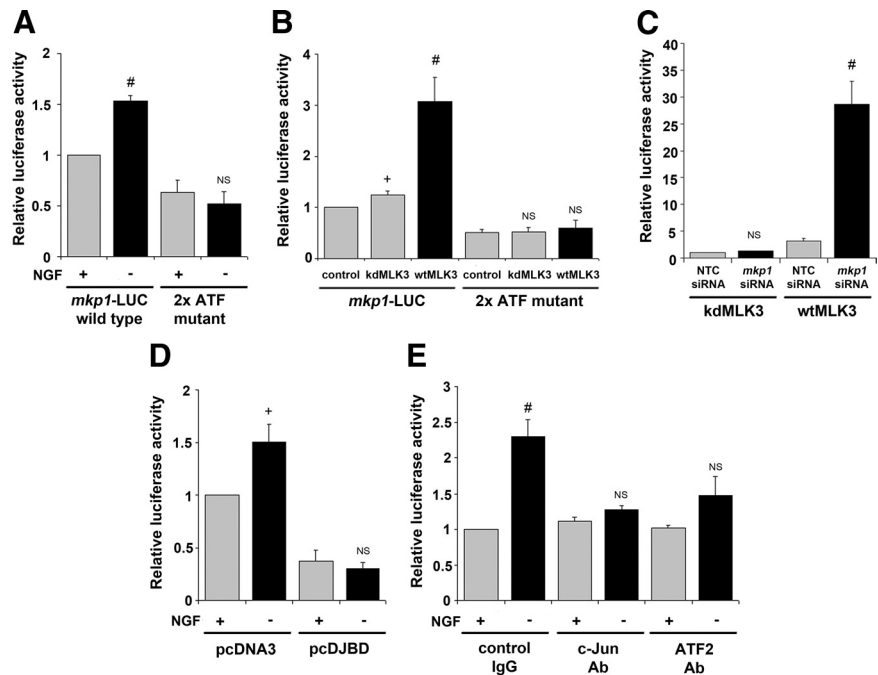 A
Relative luciferase activity
2
1.5
1
0.5
0
#
NS
NGF + - + -
mkp1-LUC wild type
2x ATF mutant
B
Relative luciferase activity
4
3
2
1
0
+
#
NS
NS
control kdMLK3 wtMLK3 control kdMLK3 wtMLK3
mkp1-LUC
2x ATF mutant
C
Relative luciferase activity
40
35
30
25
20
15
10
5
0
NS
#
NTC siRNA
mkp1 siRNA
NTC siRNA
mkp1 siRNA
kdMLK3
wtMLK3
D
Relative luciferase activity
2
1.5
1
0.5
0
+
NS
NGF + - + -
pcDNA3
pcDJBD
E
Relative luciferase activity
3
2.5
2
1.5
1
0.5
0
#
NS
NS
NGF + - + - + -
control IgG
c-Jun Ab
ATF2 Ab